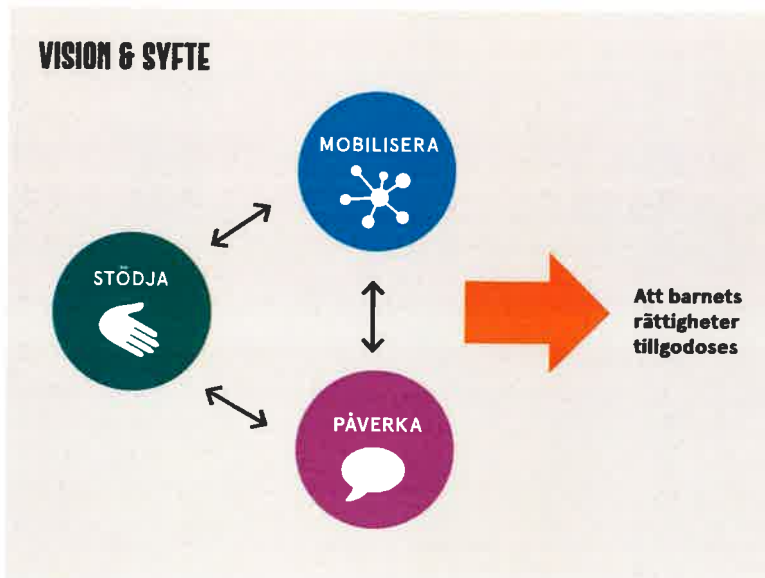 VISION & SYFTE
MOBILISERA
STÖDJA
PÅVERKA
Att barnets
rättigheter
tillgodoses